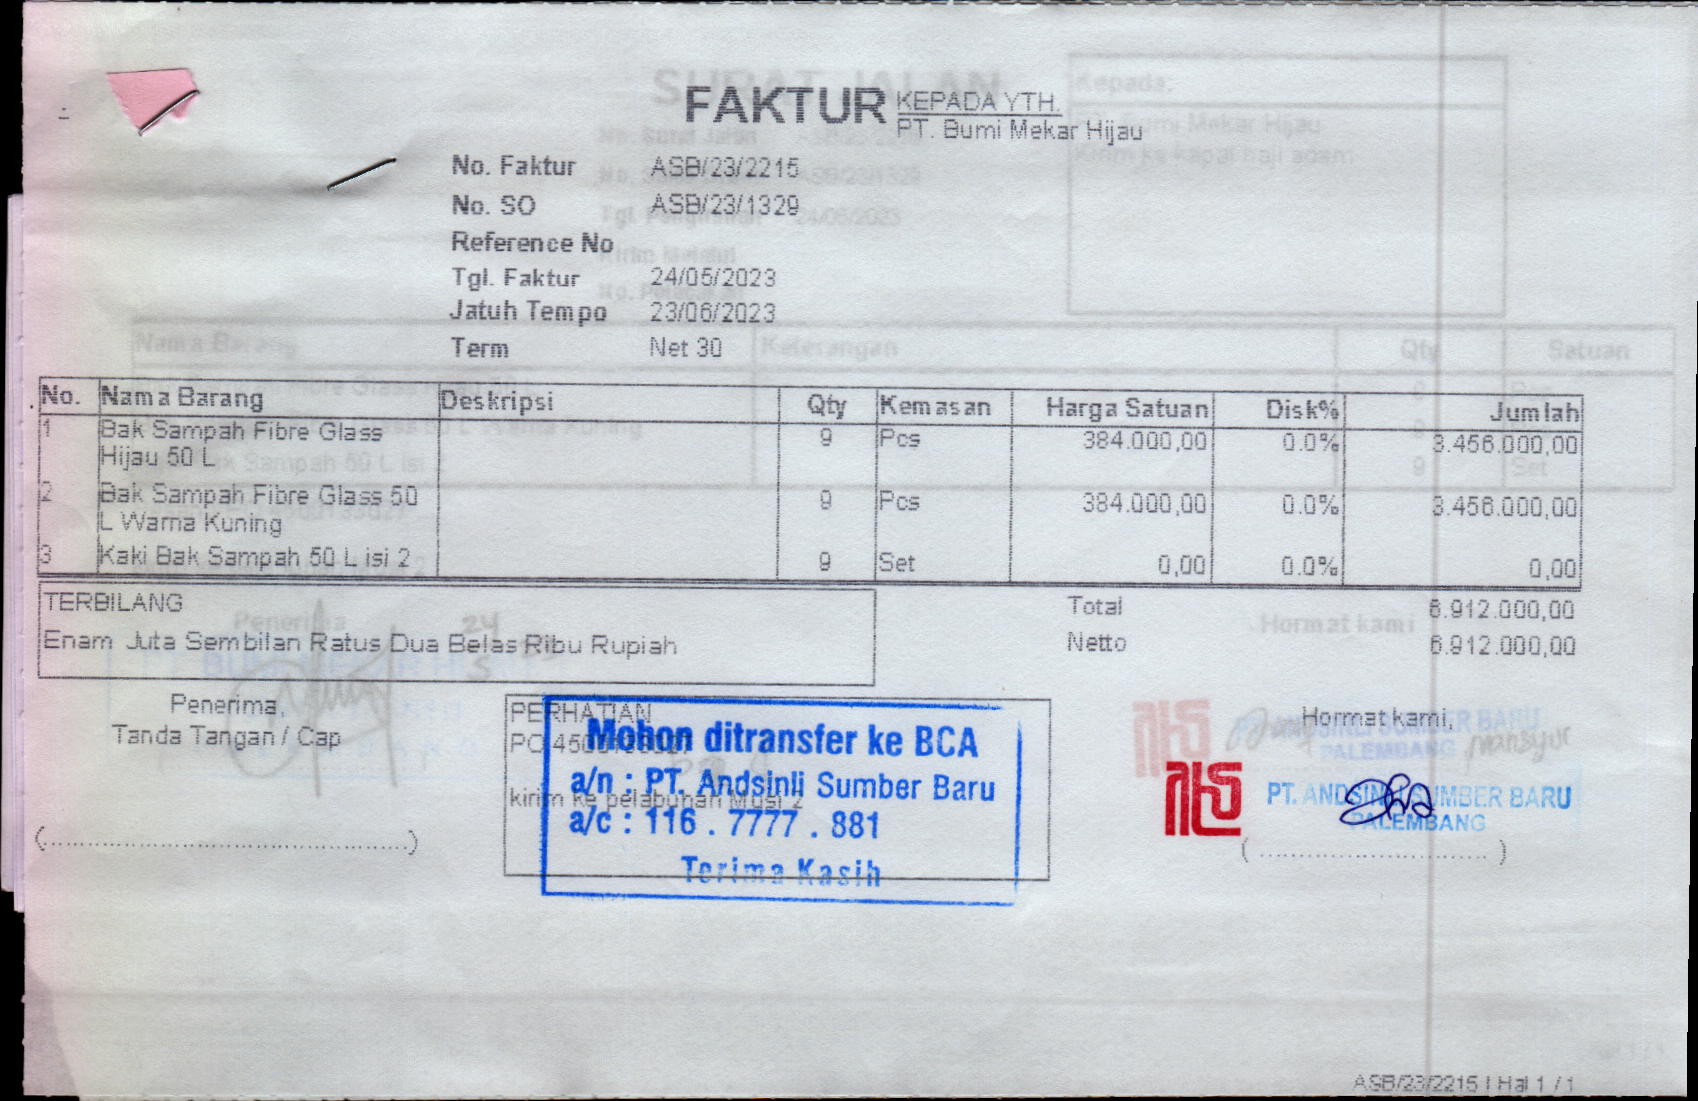 FAKTUR
KEPADA YTH.
PT. Bumi Mekar Hijau
No. Faktur ASB/23/2215
No. SO ASB/23/1329
Reference No
Tgl. Faktur 24/05/2023
Jatuh Tempo 23/06/2023
Term Net 30
No. Nama Barang Deskripsi Qty Kemasan Harga Satuan Disk% Jumlah
1 Bak Sampah Fibre Glass 9 Pcs 384.000,00 0.0% 3.456.000,00
Hijau 50 L
2 Bak Sampah Fibre Glass 50 9 Pcs 384.000,00 0.0% 3.456.000,00
L Warna Kuning
3 Kaki Bak Sampah 50 L isi 2 9 Set 0,00 0.0% 0,00
TERBILANG
Enam Juta Sembilan Ratus Dua Belas Ribu Rupiah
Total 6.912.000,00
Netto 6.912.000,00
Penerima,
Tanda Tangan / Cap
PERHATIAN
PO
kirim ke pelabuhan Musi 2
Mohon ditransfer ke BCA
a/n : PT. Andsinli Sumber Baru
a/c : 116 . 7777 . 881
Terima Kasih
Hormat kami,
PT. ANDSINLI SUMBER BARU
PALEMBANG
ASB/23/2215 | Hal 1 / 1